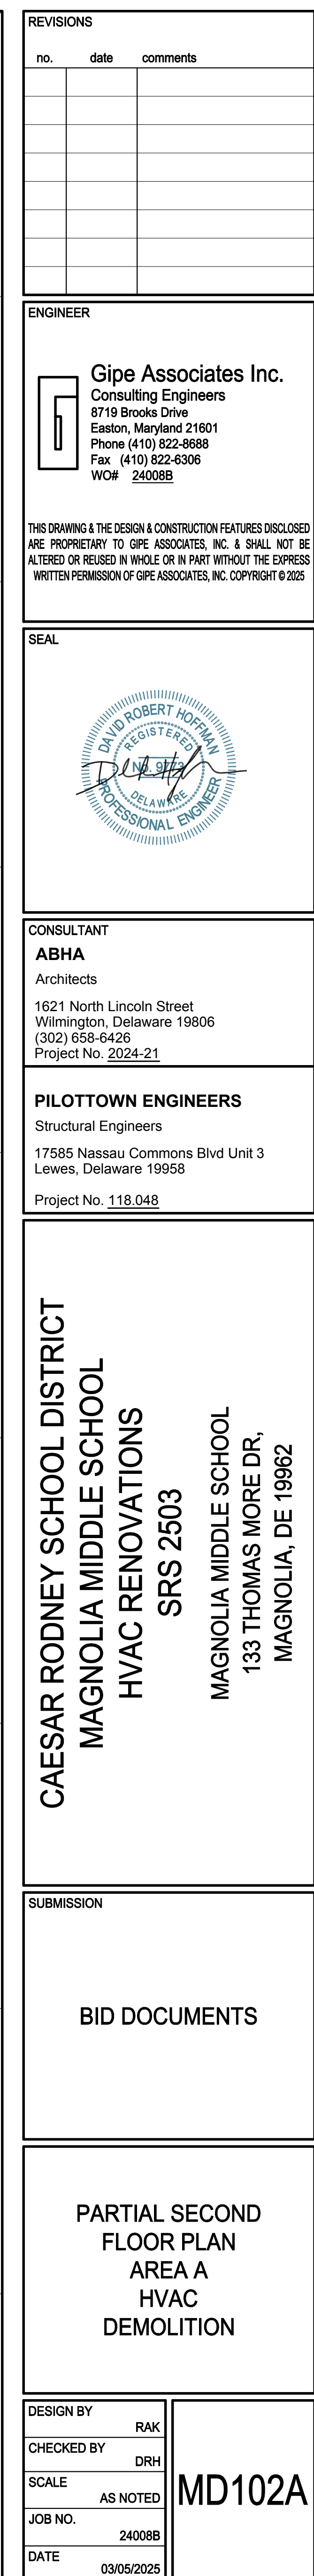 REVISIONS
no. date comments
ENGINEER
G
Gipe Associates Inc.
Consulting Engineers
8719 Brooks Drive
Easton, Maryland 21601
Phone (410) 822-8688
Fax (410) 822-6306
WO# 24008B
THIS DRAWING & THE DESIGN & CONSTRUCTION FEATURES DISCLOSED
ARE PROPRIETARY TO GIPE ASSOCIATES, INC. & SHALL NOT BE
ALTERED OR REUSED IN WHOLE OR IN PART WITHOUT THE EXPRESS
WRITTEN PERMISSION OF GIPE ASSOCIATES, INC. COPYRIGHT © 2025
SEAL
DAVID ROBERT HOFFMAN
REGISTERED
No. 9773
DELAWARE
PROFESSIONAL ENGINEER
CONSULTANT
ABHA
Architects
1621 North Lincoln Street
Wilmington, Delaware 19806
(302) 658-6426
Project No. 2024-21
PILOTTOWN ENGINEERS
Structural Engineers
17585 Nassau Commons Blvd Unit 3
Lewes, Delaware 19958
Project No. 118.048
CAESAR RODNEY SCHOOL DISTRICT
MAGNOLIA MIDDLE SCHOOL
HVAC RENOVATIONS
SRS 2503
MAGNOLIA MIDDLE SCHOOL
133 THOMAS MORE DR,
MAGNOLIA, DE 19962
SUBMISSION
BID DOCUMENTS
PARTIAL SECOND
FLOOR PLAN
AREA A
HVAC
DEMOLITION
DESIGN BY
RAK
CHECKED BY
DRH
SCALE
AS NOTED
JOB NO.
24008B
DATE
03/05/2025
MD102A